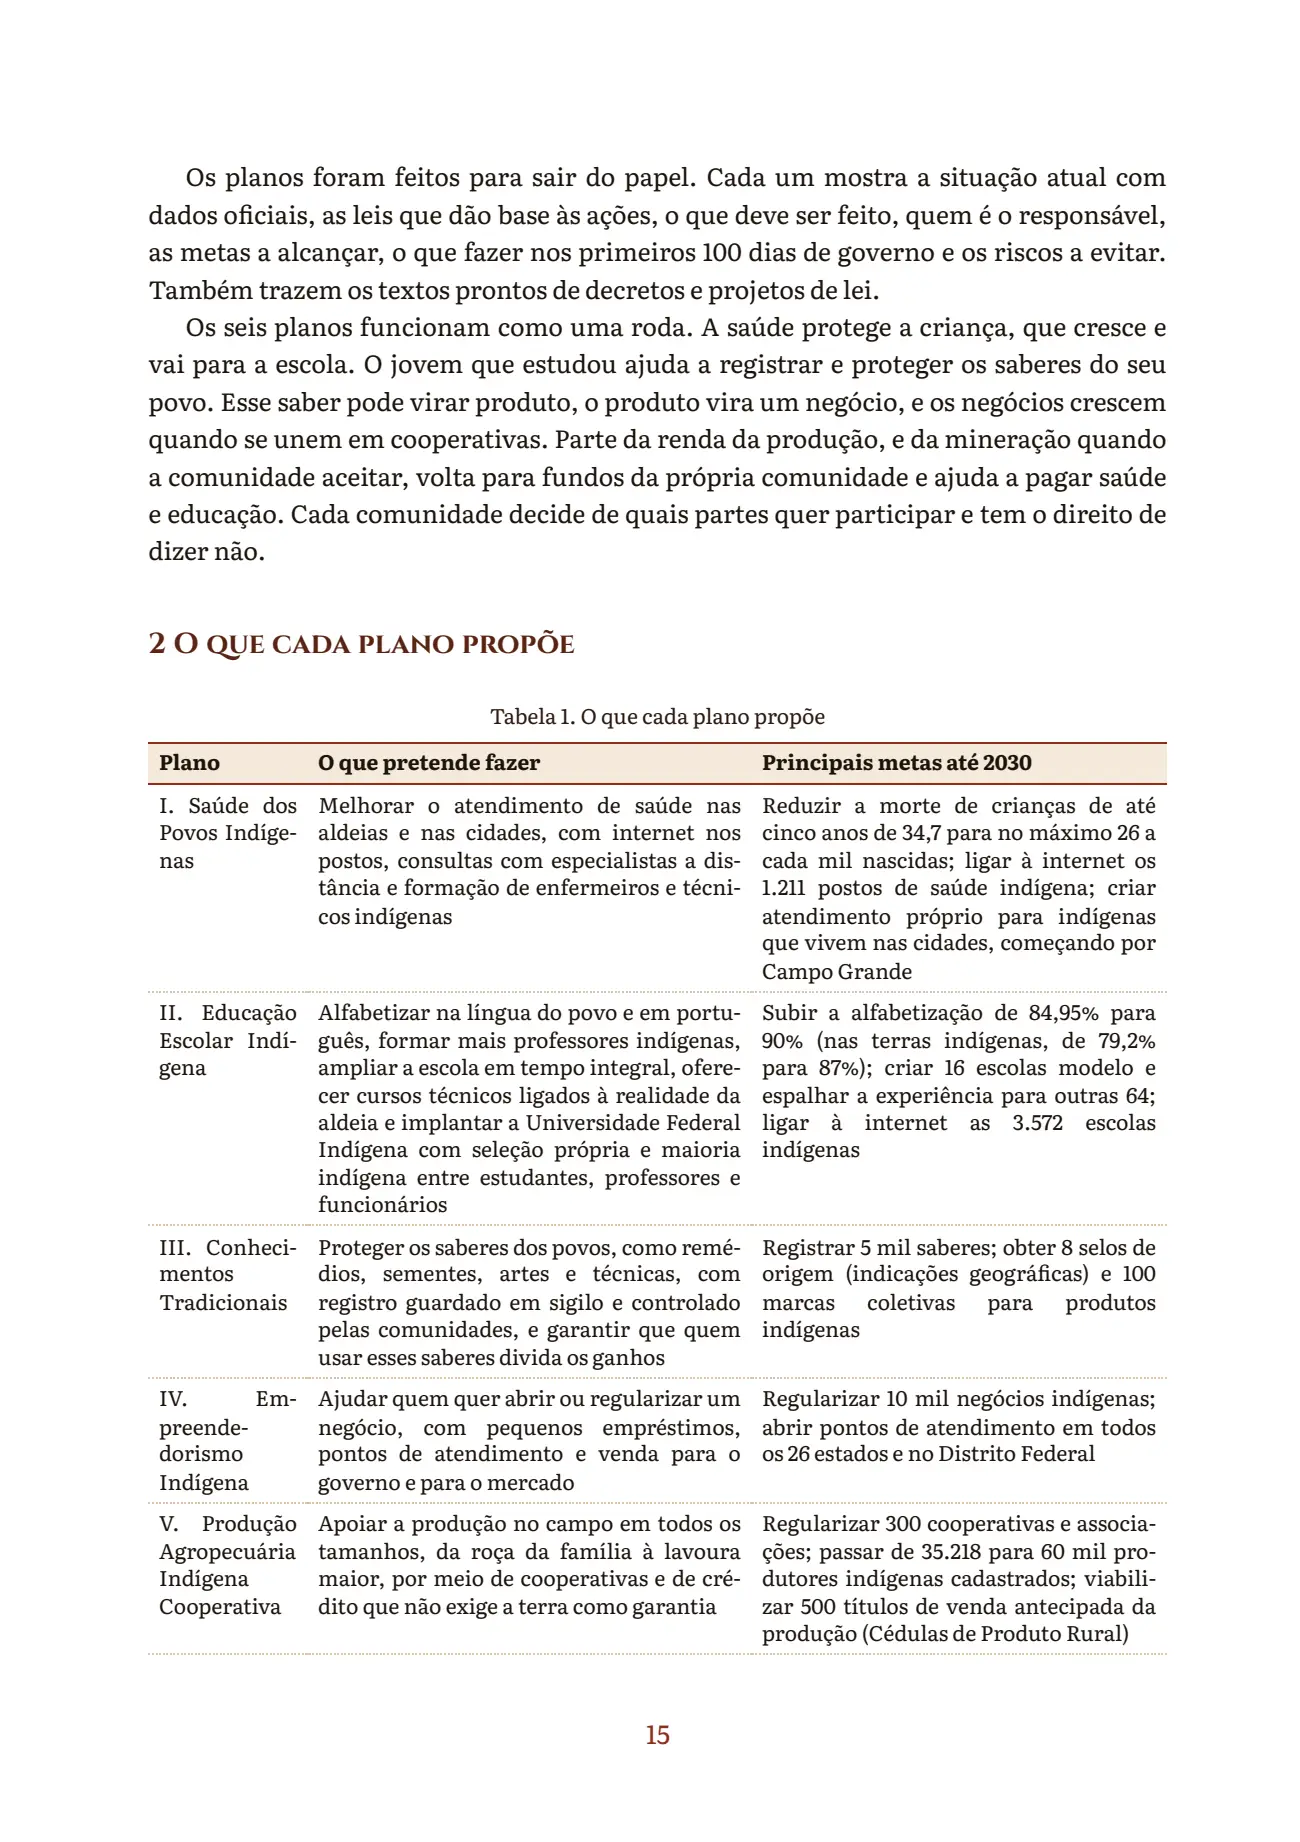 Os planos foram feitos para sair do papel. Cada um mostra a situação atual com
dados oficiais, as leis que dão base às ações, o que deve ser feito, quem é o responsável,
as metas a alcançar, o que fazer nos primeiros 100 dias de governo e os riscos a evitar.
Também trazem os textos prontos de decretos e projetos de lei.
Os seis planos funcionam como uma roda. A saúde protege a criança, que cresce e
vai para a escola. O jovem que estudou ajuda a registrar e proteger os saberes do seu
povo. Esse saber pode virar produto, o produto vira um negócio, e os negócios crescem
quando se unem em cooperativas. Parte da renda da produção, e da mineração quando
a comunidade aceitar, volta para fundos da própria comunidade e ajuda a pagar saúde
e educação. Cada comunidade decide de quais partes quer participar e tem o direito de
dizer não.
2 O que cada plano propõe
Tabela 1. O que cada plano propõe
Plano
O que pretende fazer
Principais metas até 2030
I. Saúde dos
Povos Indíge-
nas
Melhorar o atendimento de saúde nas
aldeias e nas cidades, com internet nos
postos, consultas com especialistas a dis-
tância e formação de enfermeiros e técni-
cos indígenas
Reduzir a morte de crianças de até
cinco anos de 34,7 para no máximo 26 a
cada mil nascidas; ligar à internet os
1.211 postos de saúde indígena; criar
atendimento próprio para indígenas
que vivem nas cidades, começando por
Campo Grande
II. Educação
Escolar Indí-
gena
Alfabetizar na língua do povo e em portu-
guês, formar mais professores indígenas,
ampliar a escola em tempo integral, ofere-
cer cursos técnicos ligados à realidade da
aldeia e implantar a Universidade Federal
Indígena com seleção própria e maioria
indígena entre estudantes, professores e
funcionários
Subir a alfabetização de 84,95% para
90% (nas terras indígenas, de 79,2%
para 87%); criar 16 escolas modelo e
espalhar a experiência para outras 64;
ligar à internet as 3.572 escolas
indígenas
III. Conheci-
mentos
Tradicionais
Proteger os saberes dos povos, como remé-
dios, sementes, artes e técnicas, com
registro guardado em sigilo e controlado
pelas comunidades, e garantir que quem
usar esses saberes divida os ganhos
Registrar 5 mil saberes; obter 8 selos de
origem (indicações geográficas) e 100
marcas coletivas para produtos
indígenas
IV. Em-
preende-
dorismo
Indígena
Ajudar quem quer abrir ou regularizar um
negócio, com pequenos empréstimos,
pontos de atendimento e venda para o
governo e para o mercado
Regularizar 10 mil negócios indígenas;
abrir pontos de atendimento em todos
os 26 estados e no Distrito Federal
V. Produção
Agropecuária
Indígena
Cooperativa
Apoiar a produção no campo em todos os
tamanhos, da roça da família à lavoura
maior, por meio de cooperativas e de cré-
dito que não exige a terra como garantia
Regularizar 300 cooperativas e associa-
ções; passar de 35.218 para 60 mil pro-
dutores indígenas cadastrados; viabili-
zar 500 títulos de venda antecipada da
produção (Cédulas de Produto Rural)
15